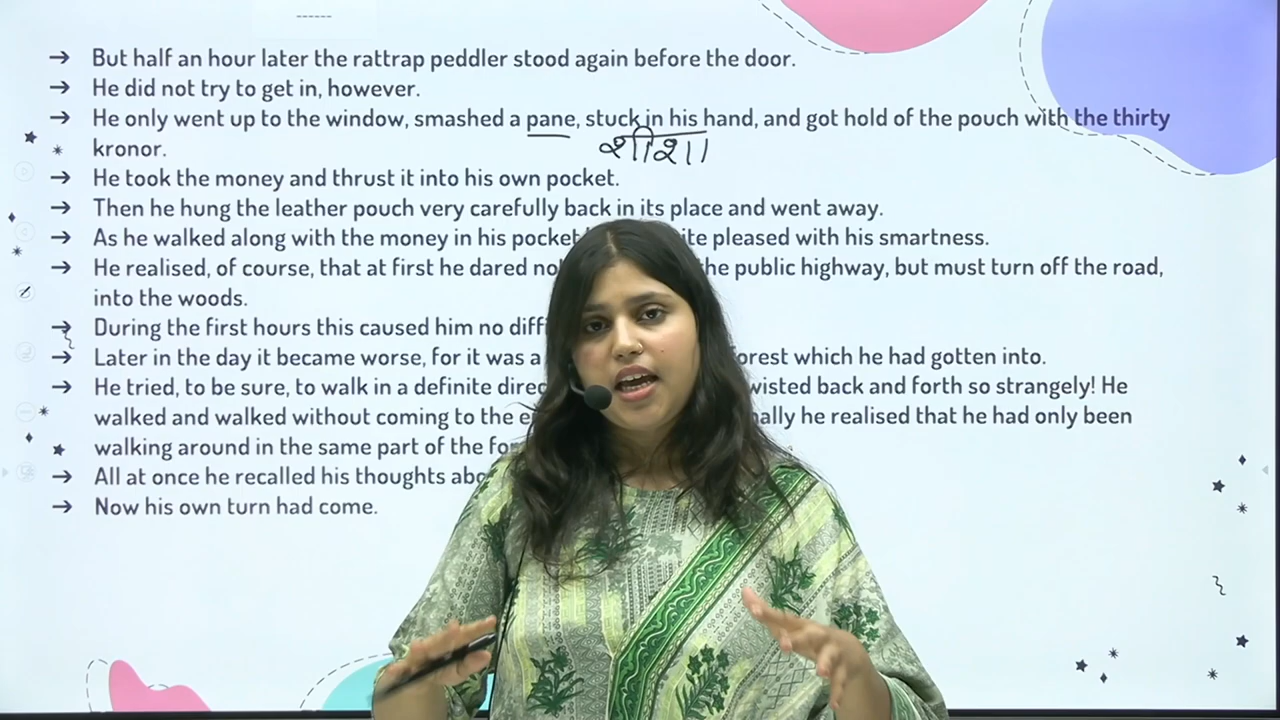 → But half an hour later the rattrap peddler stood again before the door.
→ He did not try to get in, however.
→ He only went up to the window, smashed a pane, stuck in his hand, and got hold of the pouch with the thirty
शीशा
kronor.
→ He took the money and thrust it into his own pocket.
→ Then he hung the leather pouch very carefully back in its place and went away.
→ As he walked along with the money in his pocket pleased with his smartness.
→ He realised, of course, that at first he dared the public highway, but must turn off the road,
into the woods.
→ During the first hours this caused him no
→ Later in the day it became worse, for it was a which he had gotten into.
→ He tried, to be sure, to walk in a definite back and forth so strangely! He
walked and walked without coming to the he realised that he had only been
walking around in the same part of the
→ All at once he recalled his thoughts
→ Now his own turn had come.